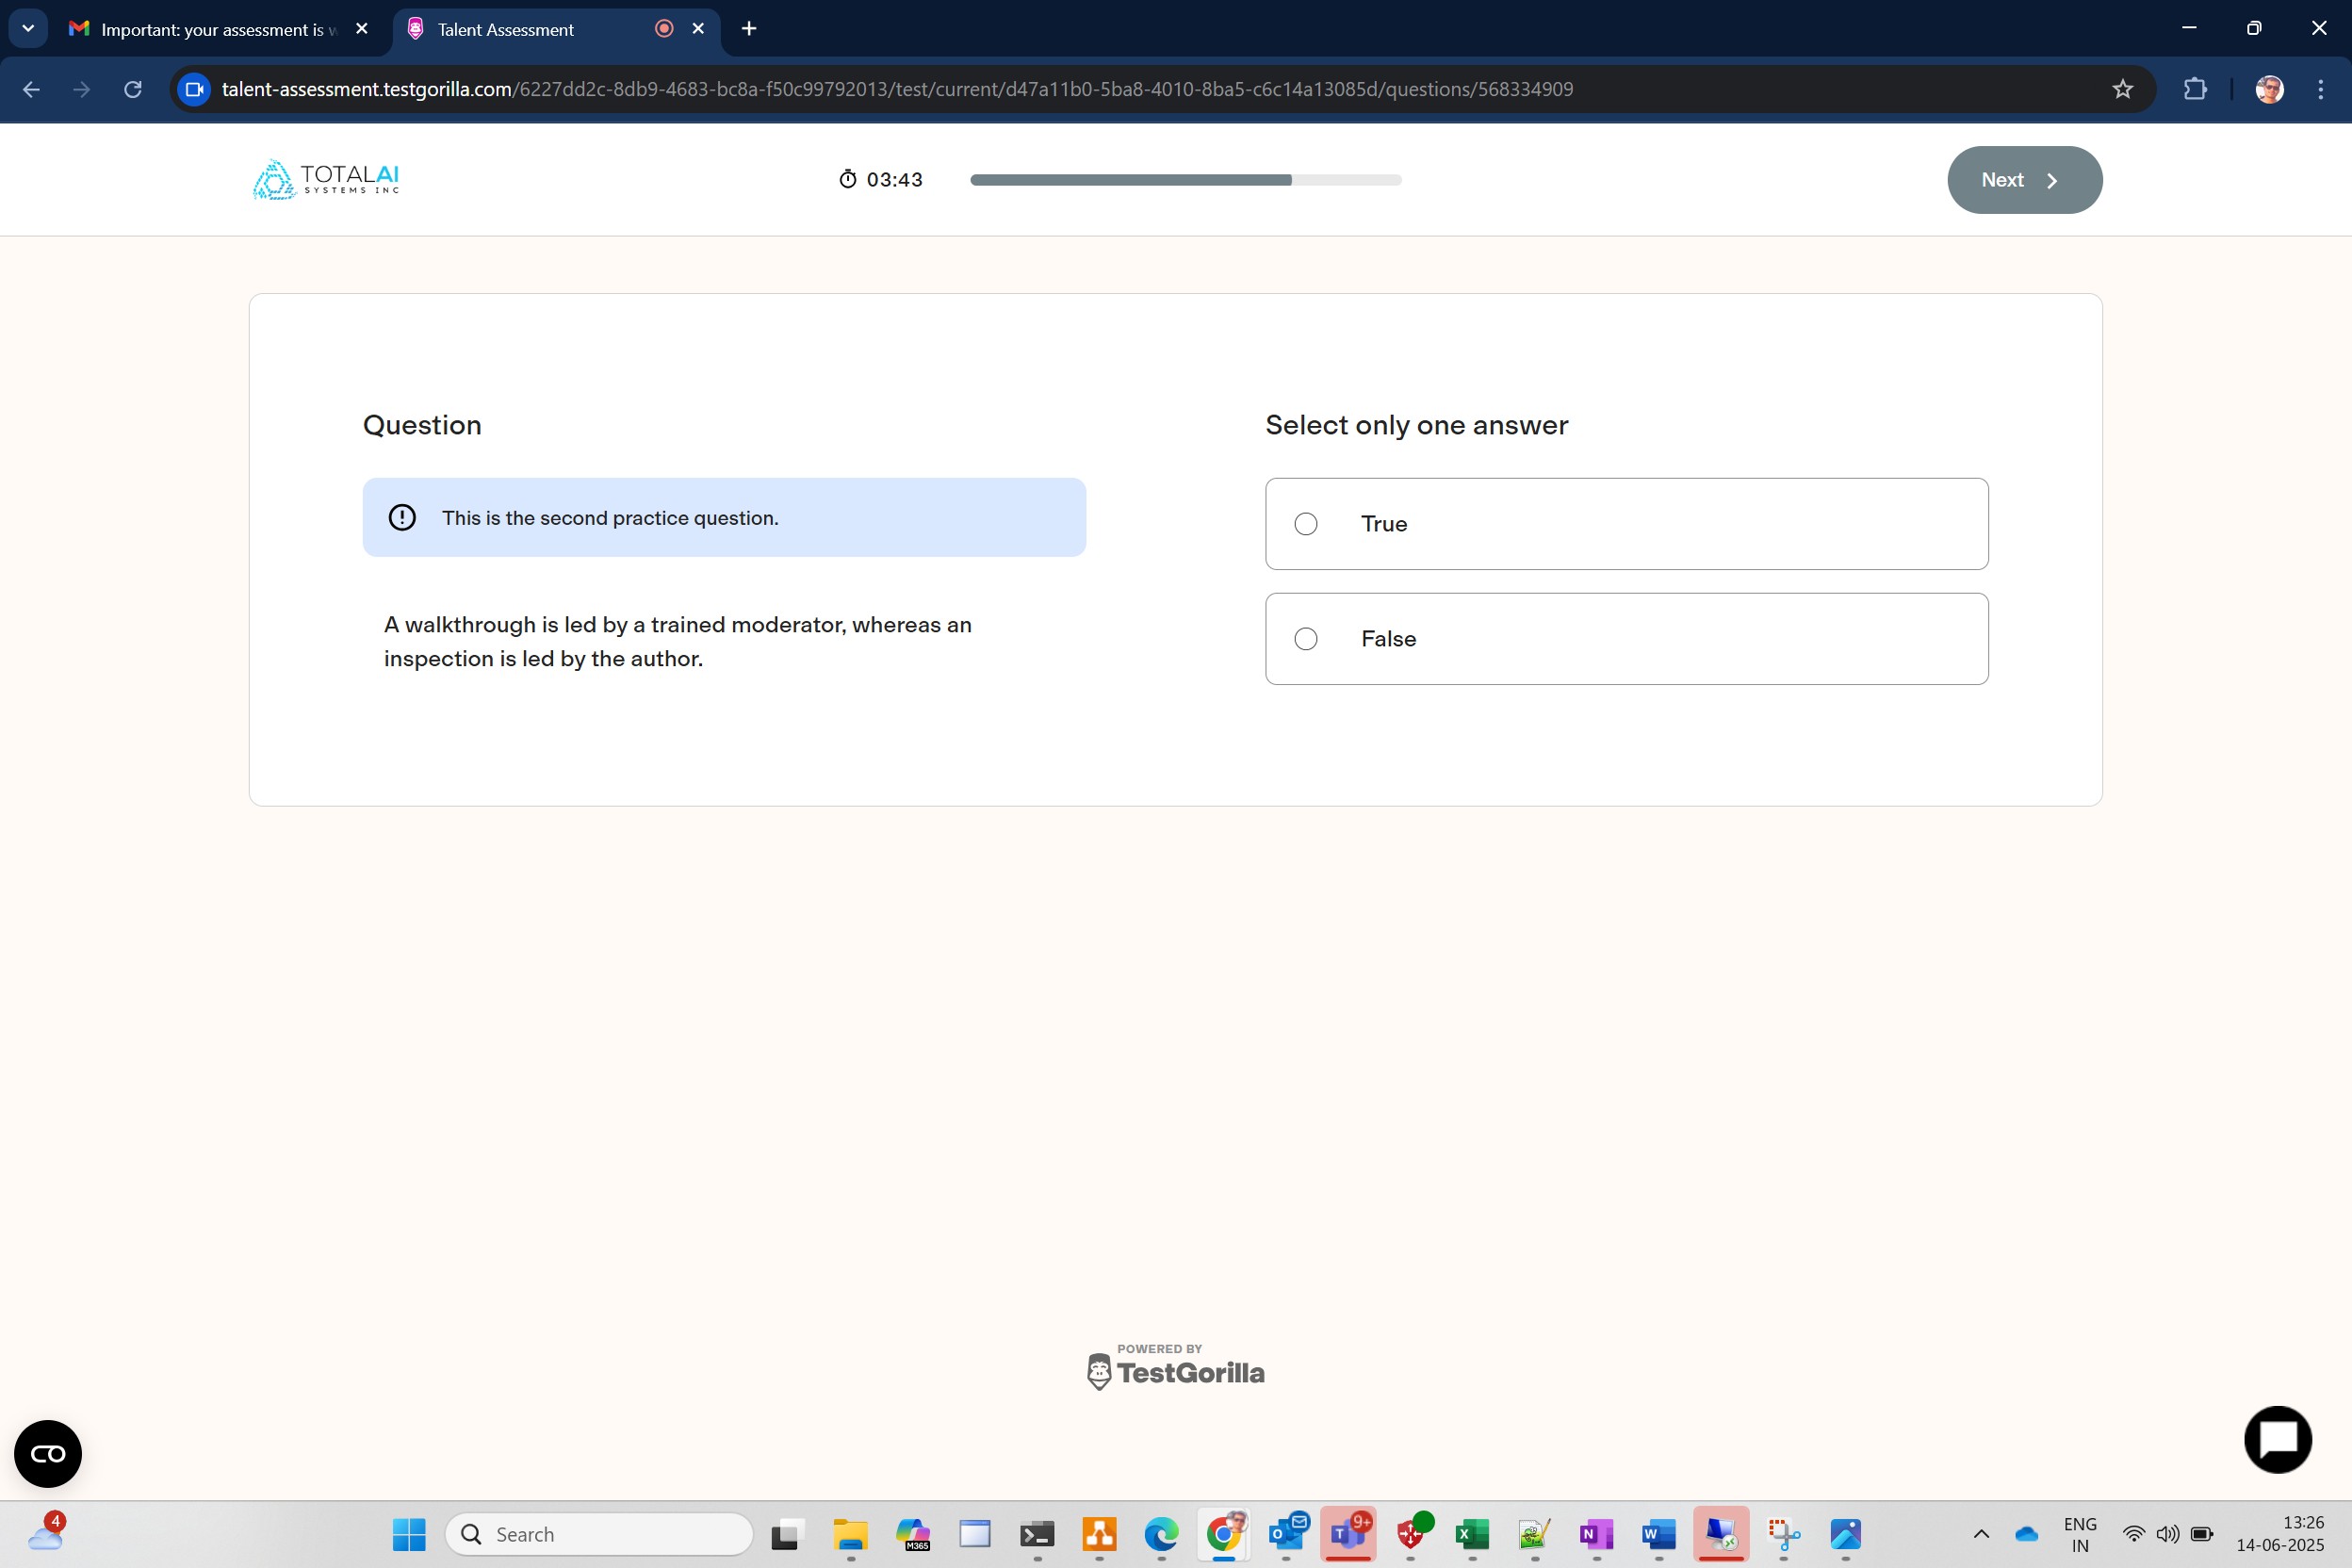 Important: your assessment is w
Talent Assessment
talent-assessment.testgorilla.com/6227dd2c-8db9-4683-bc8a-f50c99792013/test/current/d47a11b0-5ba8-4010-8ba5-c6c14a13085d/questions/568334909
TOTALAI
SYSTEMS INC
03:43
Next
Question
This is the second practice question.
A walkthrough is led by a trained moderator, whereas an
inspection is led by the author.
Select only one answer
True
False
POWERED BY
TestGorilla
4
Search
M365
9+
ENG
IN
13:26
14-06-2025